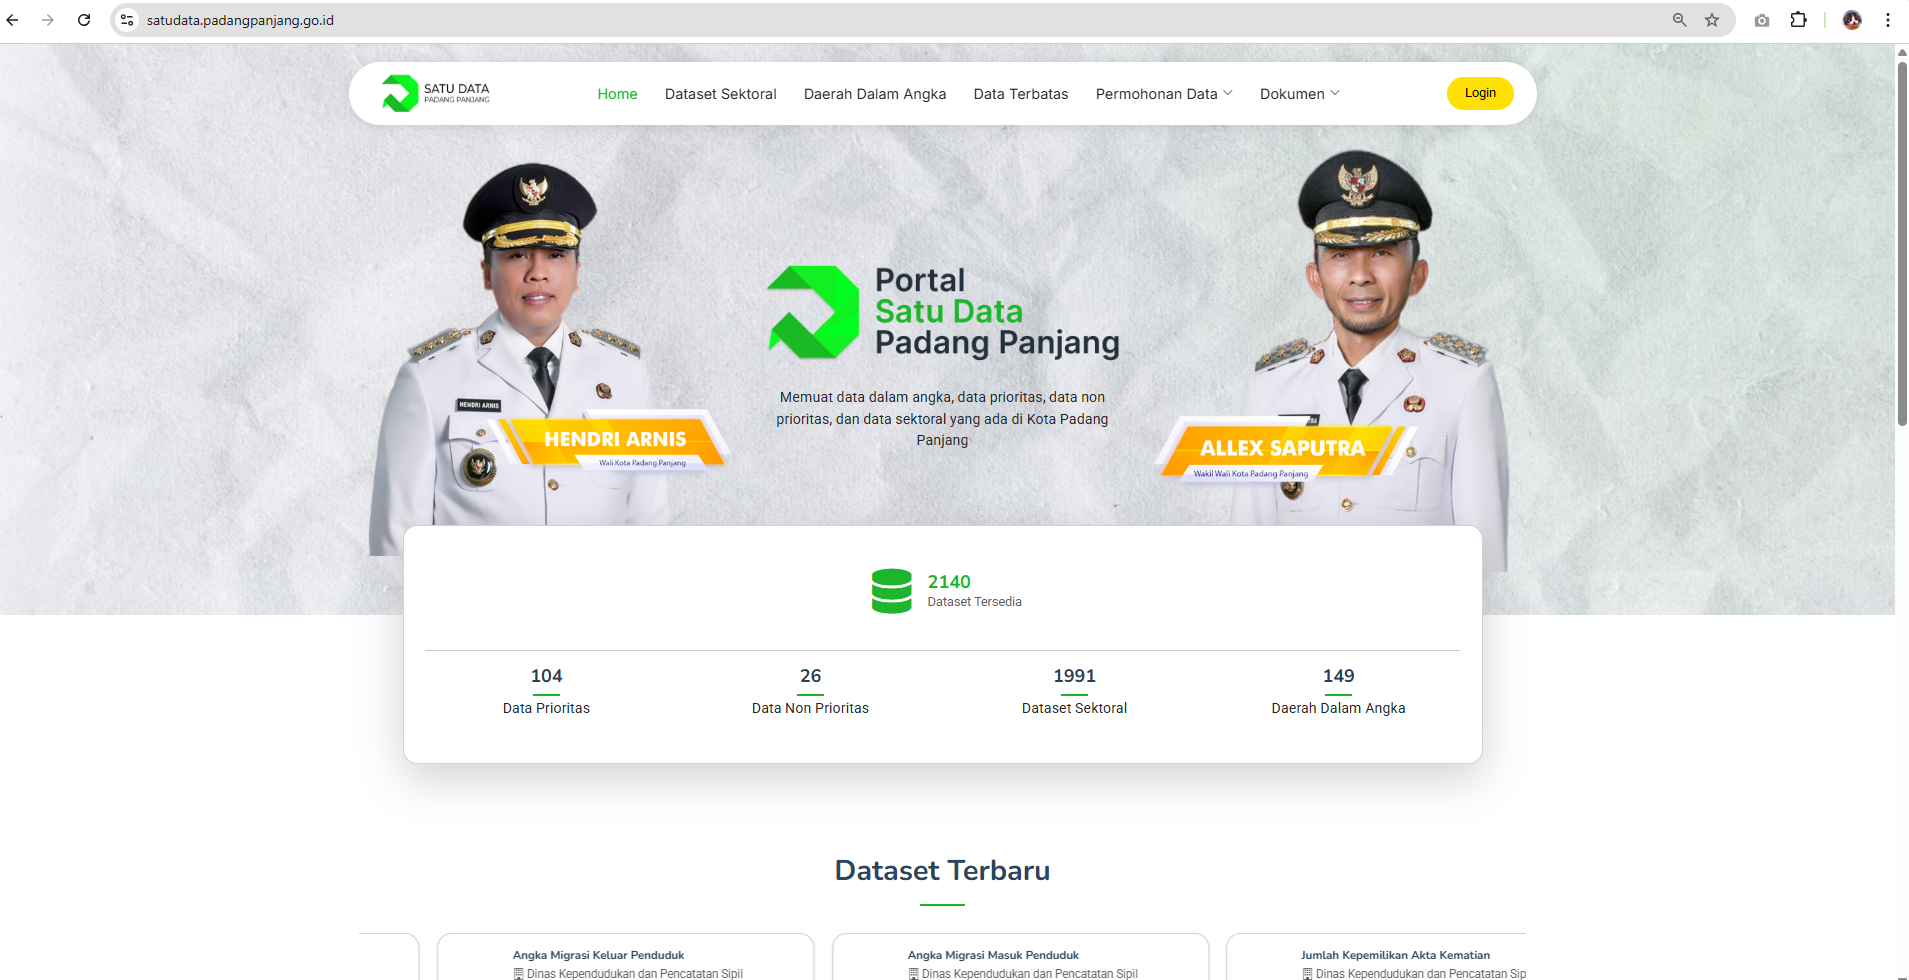 satudata.padangpanjang.go.id
SATU DATA
PADANG PANJANG
Home
Dataset Sektoral
Daerah Dalam Angka
Data Terbatas
Permohonan Data
Dokumen
Login
Portal
Satu Data
Padang Panjang
Memuat data dalam angka, data prioritas, data non
prioritas, dan data sektoral yang ada di Kota Padang
Panjang
HENDRI ARNIS
HENDRI ARNIS
Wali Kota Padang Panjang
ALLEX SAPUTRA
Wakil Wali Kota Padang Panjang
2140
Dataset Tersedia
104
Data Prioritas
26
Data Non Prioritas
1991
Dataset Sektoral
149
Daerah Dalam Angka
Dataset Terbaru
Angka Migrasi Keluar Penduduk
Dinas Kependudukan dan Pencatatan Sipil
Angka Migrasi Masuk Penduduk
Dinas Kependudukan dan Pencatatan Sipil
Jumlah Kepemilikan Akta Kematian
Dinas Kependudukan dan Pencatatan Sip